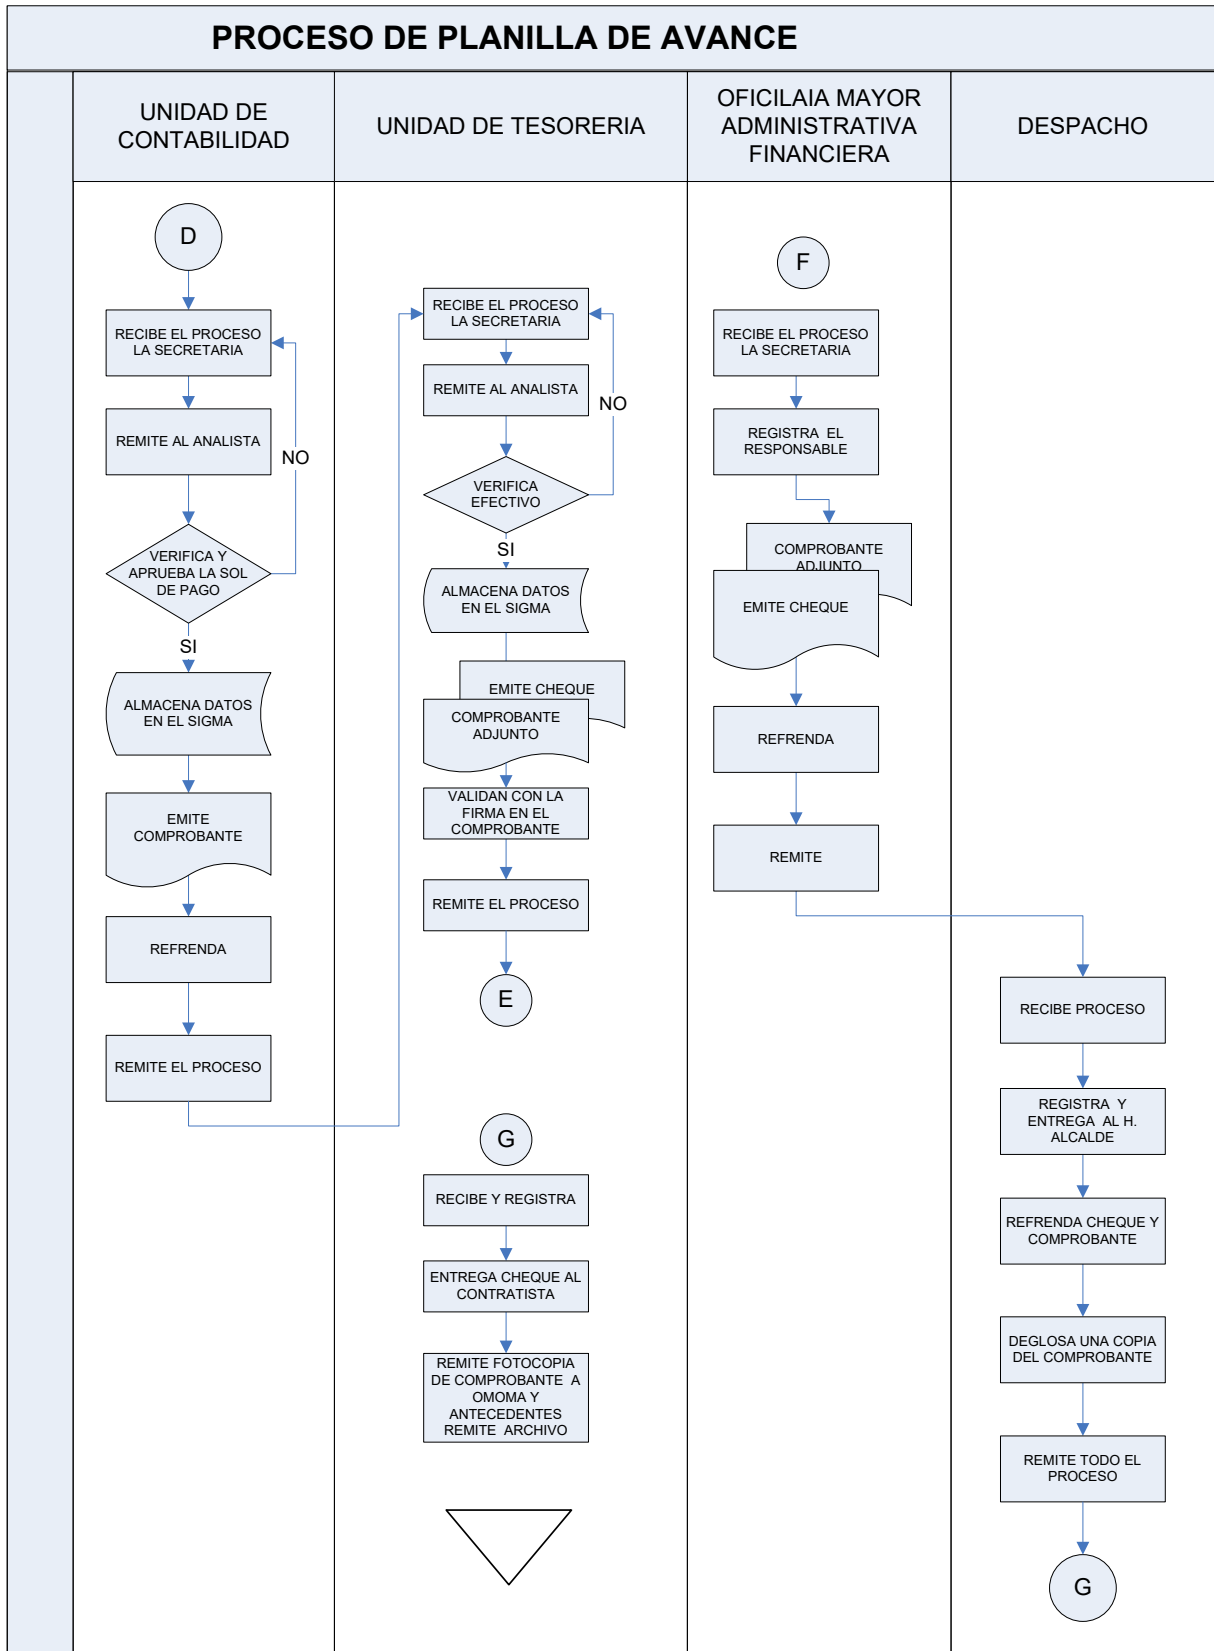 PROCESO DE PLANILLA DE AVANCE
UNIDAD DE
CONTABILIDAD
UNIDAD DE TESORERIA
OFICILAIA MAYOR
ADMINISTRATIVA
FINANCIERA
DESPACHO
D
RECIBE EL PROCESO
LA SECRETARIA
REMITE AL ANALISTA
NO
VERIFICA Y
APRUEBA LA SOL
DE PAGO
SI
ALMACENA DATOS
EN EL SIGMA
EMITE
COMPROBANTE
REFRENDA
REMITE EL PROCESO
RECIBE EL PROCESO
LA SECRETARIA
REMITE AL ANALISTA
NO
VERIFICA
EFECTIVO
SI
ALMACENA DATOS
EN EL SIGMA
EMITE CHEQUE
COMPROBANTE
ADJUNTO
VALIDAN CON LA
FIRMA EN EL
COMPROBANTE
REMITE EL PROCESO
E
G
RECIBE Y REGISTRA
ENTREGA CHEQUE AL
CONTRATISTA
REMITE FOTOCOPIA
DE COMPROBANTE A
OMOMA Y
ANTECEDENTES
REMITE ARCHIVO
F
RECIBE EL PROCESO
LA SECRETARIA
REGISTRA EL
RESPONSABLE
COMPROBANTE
ADJUNTO
EMITE CHEQUE
REFRENDA
REMITE
RECIBE PROCESO
REGISTRA Y
ENTREGA AL H.
ALCALDE
REFRENDA CHEQUE Y
COMPROBANTE
DEGLOSA UNA COPIA
DEL COMPROBANTE
REMITE TODO EL
PROCESO
G